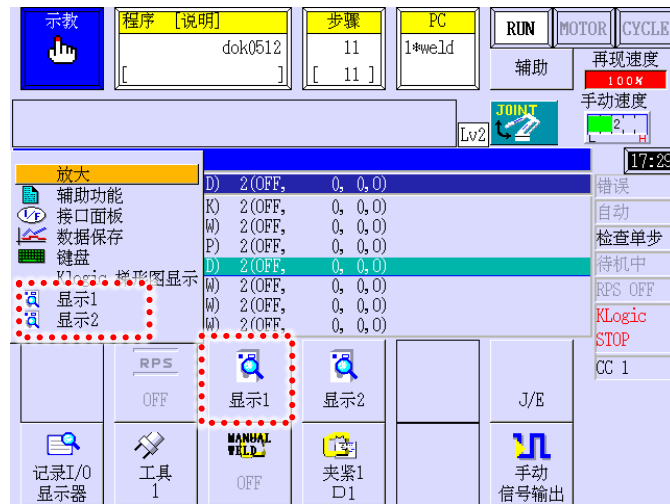 示教
程序 [说明]
dok0512
[ ]
步骤
11
[ 11 ]
PC
1*weld
RUN
MOTOR
CYCLE
辅助
再现速度
100%
手动速度
2
L H
Lv2
JOINT
17:29
放大
辅助功能
I/F 接口面板
数据保存
键盘
Klogic 梯形图显示
显示1
显示2
D) 2(OFF, 0, 0,0)
K) 2(OFF, 0, 0,0)
W) 2(OFF, 0, 0,0)
P) 2(OFF, 0, 0,0)
D) 2(OFF, 0, 0,0)
W) 2(OFF, 0, 0,0)
W) 2(OFF, 0, 0,0)
W) 2(OFF, 0, 0,0)
错误
自动
检查单步
待机中
RPS OFF
KLogic
STOP
CC 1
RPS
OFF
显示1
显示2
J/E
记录I/O
显示器
工具
1
MANUAL
WELD
OFF
夹紧1
D1
手动
信号输出